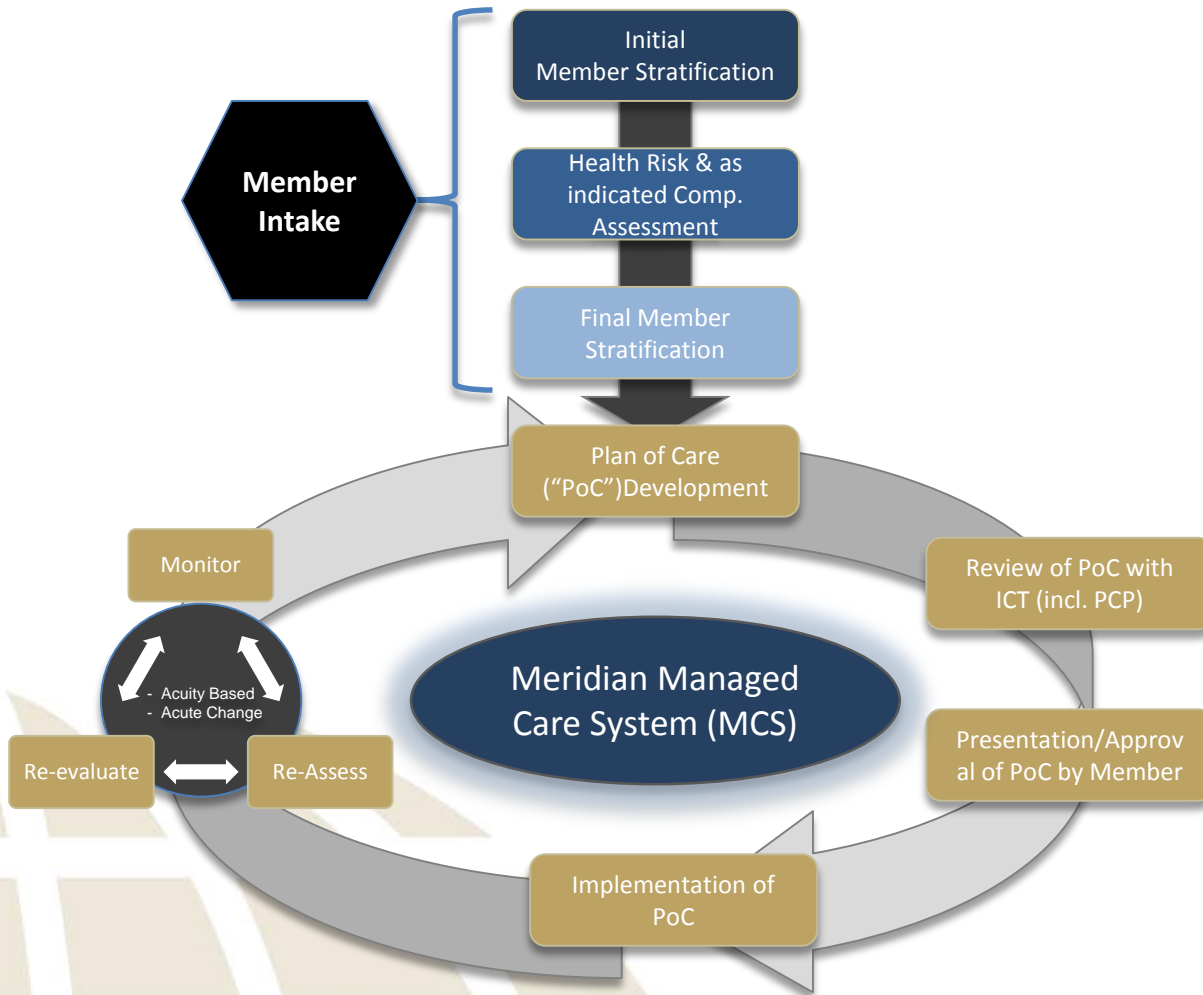 Initial
Member Stratification
Member
Intake
Health Risk & as
indicated Comp.
Assessment
Final Member
Stratification
Plan of Care
(“PoC”)Development
Monitor
Review of PoC with
ICT (incl. PCP)
- Acuity Based
- Acute Change
Meridian Managed
Care System (MCS)
Re-evaluate
Re-Assess
Presentation/Approv
al of PoC by Member
Implementation of
PoC